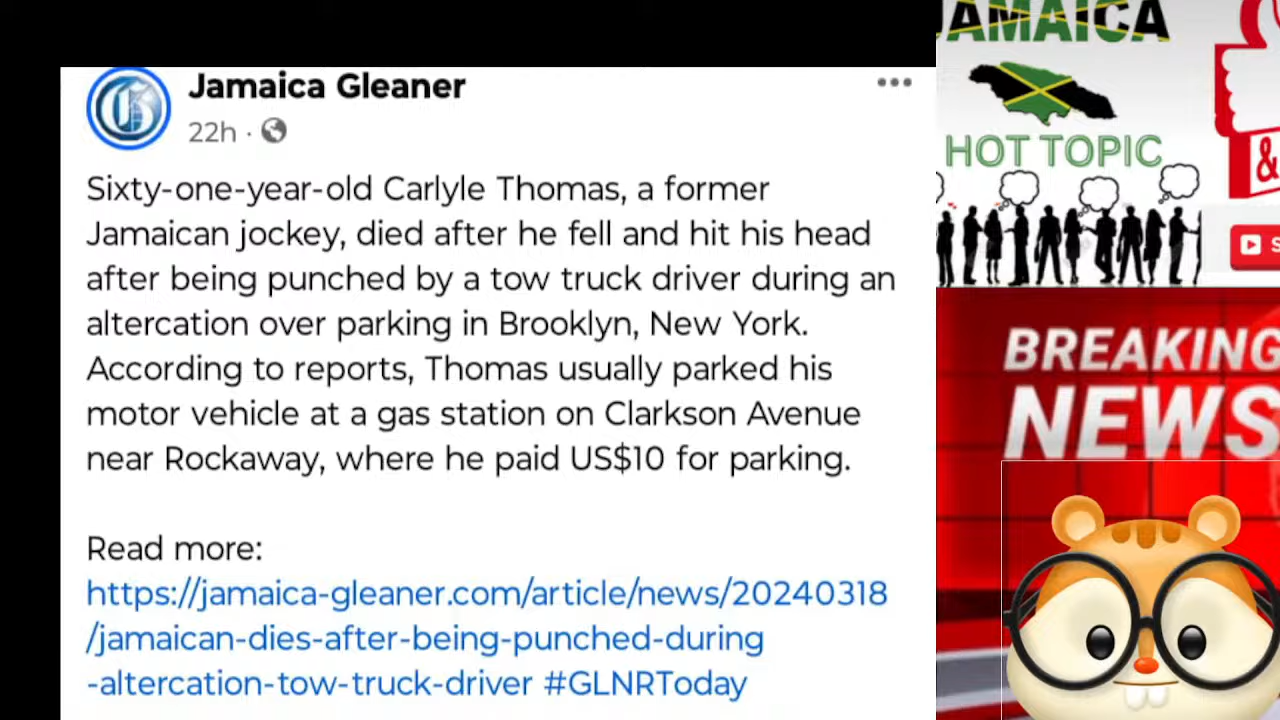 Jamaica Gleaner
22h ·
Sixty-one-year-old Carlyle Thomas, a former
Jamaican jockey, died after he fell and hit his head
after being punched by a tow truck driver during an
altercation over parking in Brooklyn, New York.
According to reports, Thomas usually parked his
motor vehicle at a gas station on Clarkson Avenue
near Rockaway, where he paid US$10 for parking.
Read more:
https://jamaica-gleaner.com/article/news/20240318
/jamaican-dies-after-being-punched-during
-altercation-tow-truck-driver #GLNRToday
JAMAICA
HOT TOPIC
&
S
BREAKING
NEWS